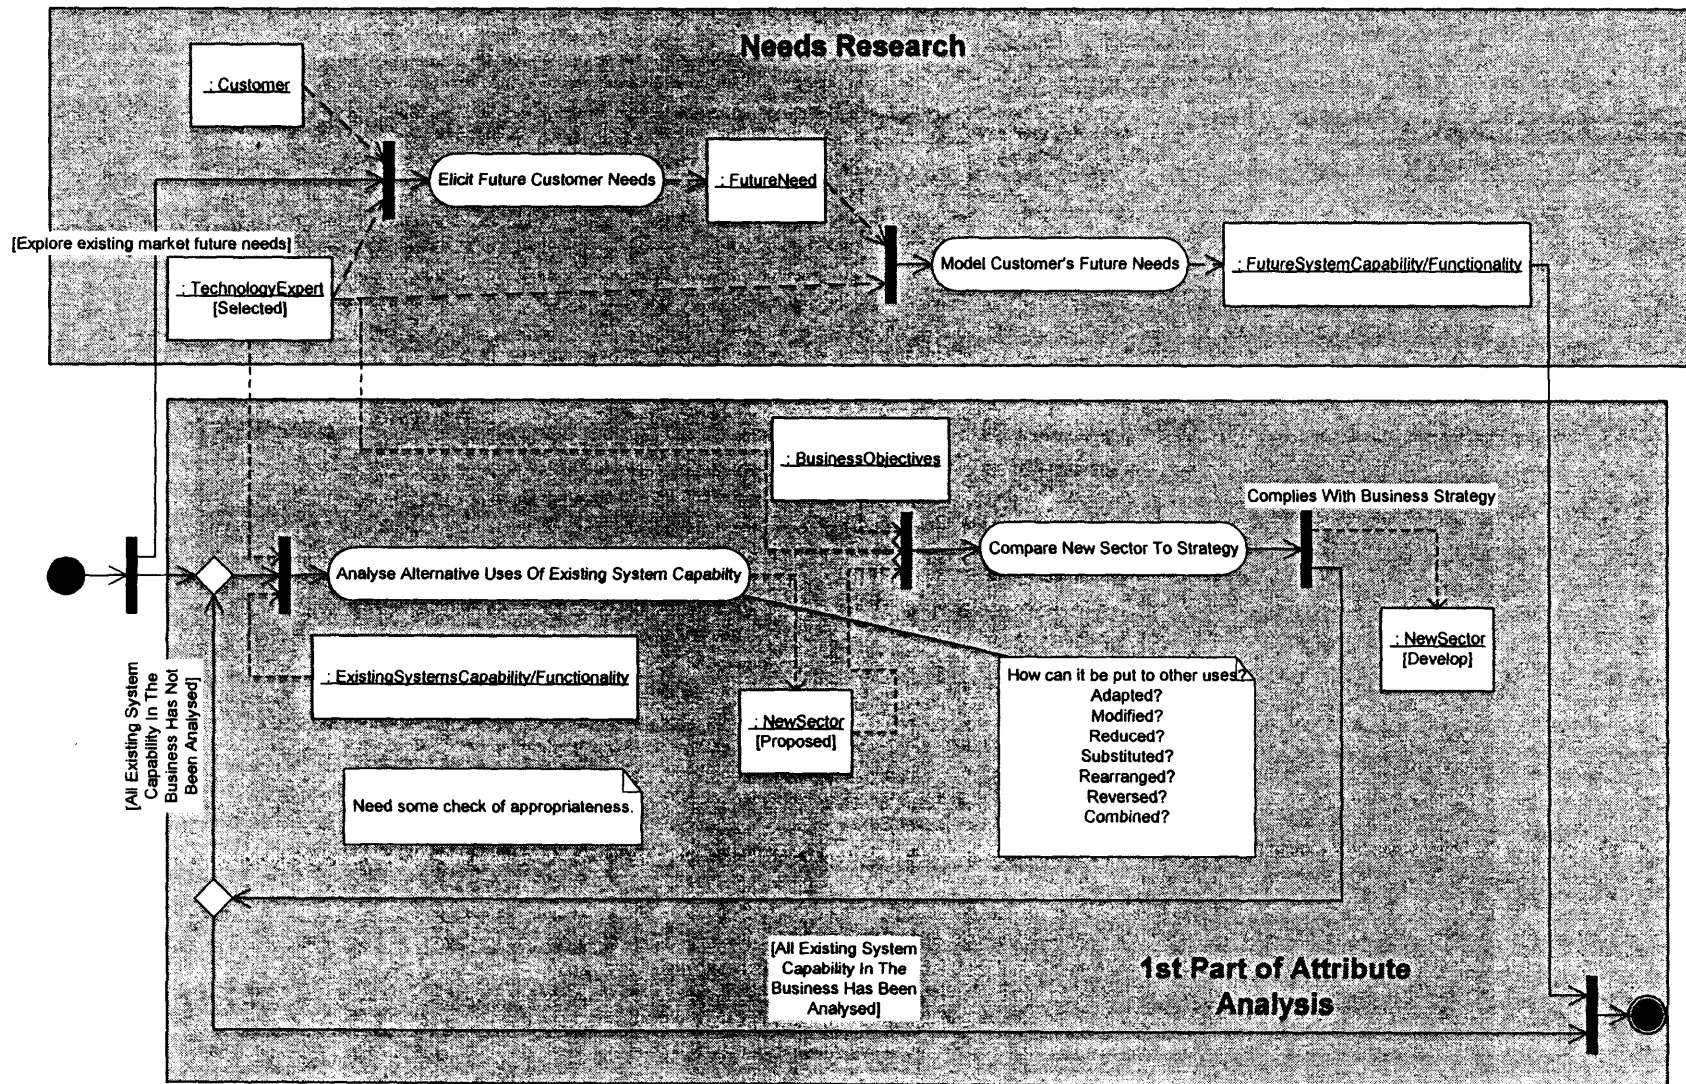 Needs Research
: Customer
Elicit Future Customer Needs
: FutureNeed
[Explore existing market future needs]
: TechnologyExpert
[Selected]
Model Customer's Future Needs
: FutureSystemCapability/Functionality
: BusinessObjectives
Complies With Business Strategy
Compare New Sector To Strategy
Analyse Alternative Uses Of Existing System Capabilty
: NewSector
[Develop]
: ExistingSystemsCapability/Functionality
[All Existing System
Capability In The
Business Has Not
Been Analysed]
: NewSector
[Proposed]
How can it be put to other uses?
Adapted?
Modified?
Reduced?
Substituted?
Rearranged?
Reversed?
Combined?
Need some check of appropriateness.
[All Existing System
Capability In The
Business Has Been
Analysed]
1st Part of Attribute
Analysis